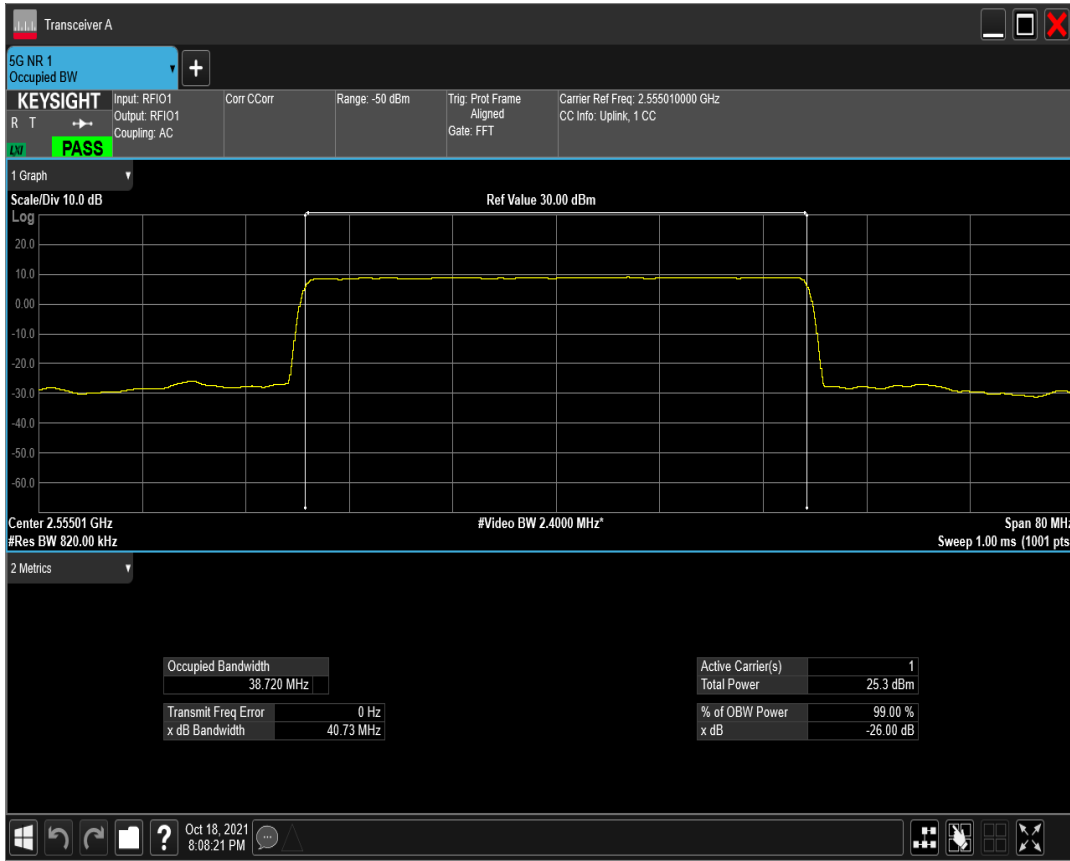 Transceiver A
5G NR 1
Occupied BW
KEYSIGHT Input: RFIO1 Corr CCorr Range: -50 dBm Trig: Prot Frame Carrier Ref Freq: 2.555010000 GHz
R T Output: RFIO1 Aligned CC Info: Uplink, 1 CC
Coupling: AC Gate: FFT
LXI PASS
1 Graph
Scale/Div 10.0 dB Ref Value 30.00 dBm
Log
20.0
10.0
0.00
-10.0
-20.0
-30.0
-40.0
-50.0
-60.0
Center 2.55501 GHz #Video BW 2.4000 MHz* Span 80 MHz
#Res BW 820.00 kHz Sweep 1.00 ms (1001 pts
2 Metrics
Occupied Bandwidth Active Carrier(s) 1
38.720 MHz Total Power 25.3 dBm
Transmit Freq Error 0 Hz % of OBW Power 99.00 %
x dB Bandwidth 40.73 MHz x dB -26.00 dB
? Oct 18, 2021
8:08:21 PM